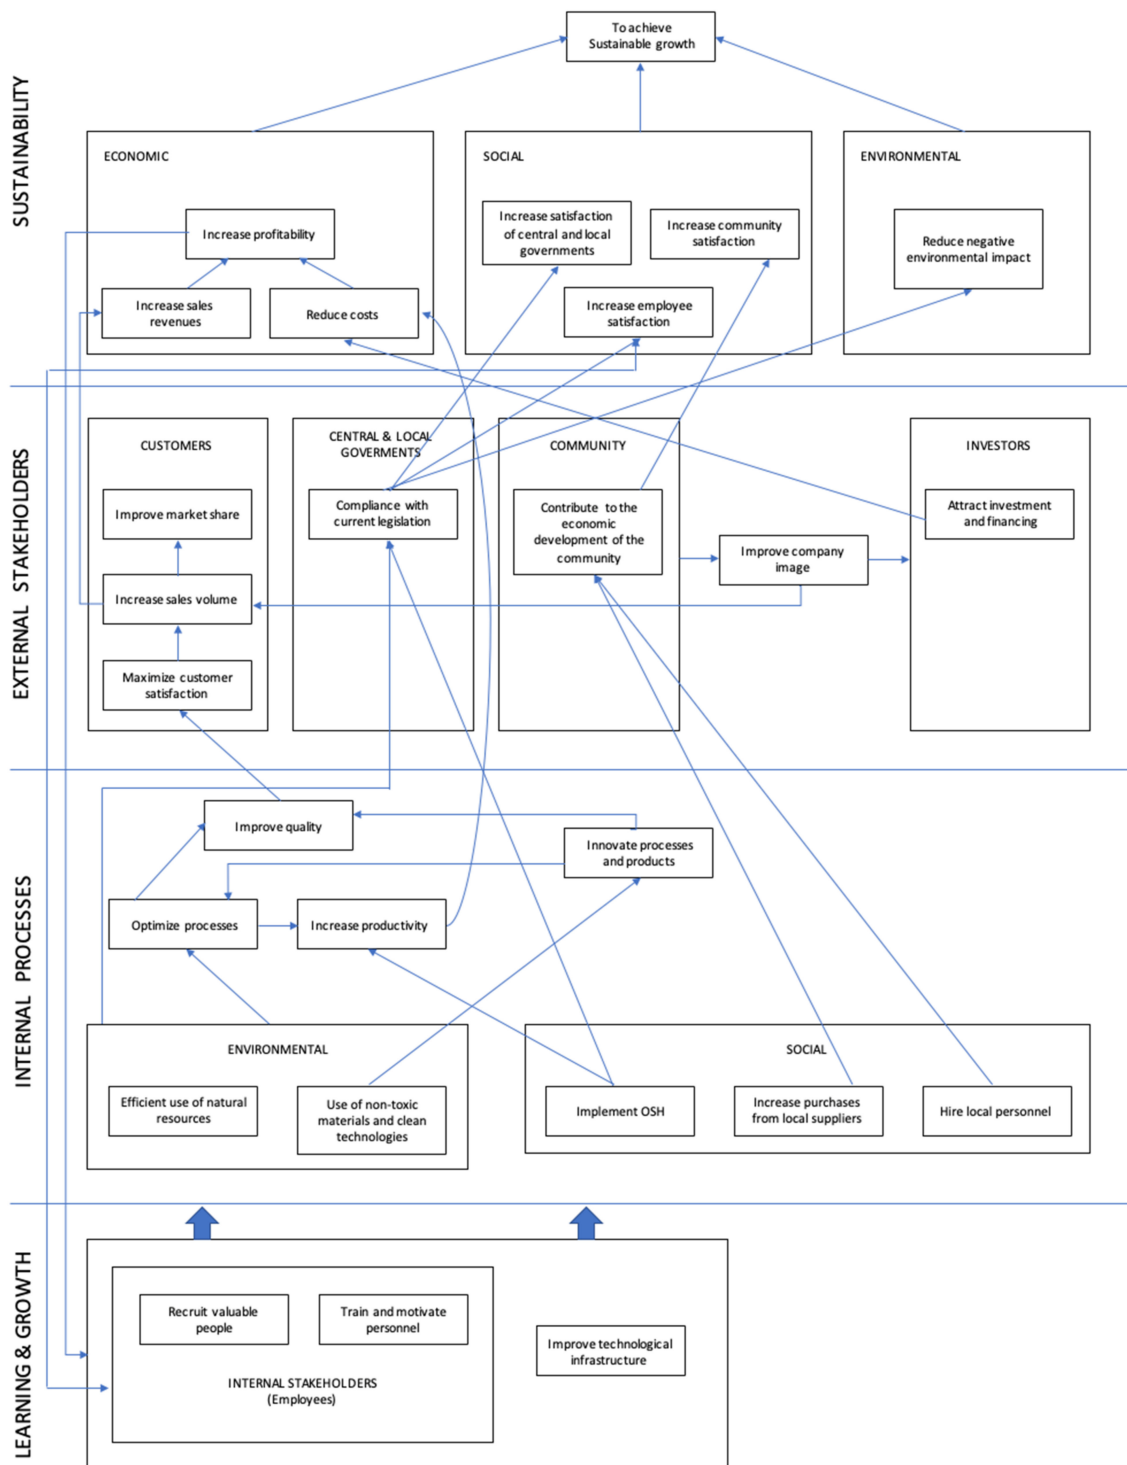 To achieve
Sustainable growth
SUSTAINABILITY
ECONOMIC
SOCIAL
ENVIRONMENTAL
Increase profitability
Increase satisfaction
of central and local
governments
Increase community
satisfaction
Reduce negative
environmental impact
Increase sales
revenues
Reduce costs
Increase employee
satisfaction
EXTERNAL STAKEHOLDERS
CUSTOMERS
CENTRAL & LOCAL
GOVERMENTS
COMMUNITY
INVESTORS
Improve market share
Compliance with
current legislation
Contribute to the
economic
development of the
community
Attract investment
and financing
Improve company
image
Increase sales volume
Maximize customer
satisfaction
INTERNAL PROCESSES
Improve quality
Innovate processes
and products
Optimize processes
Increase productivity
ENVIRONMENTAL
SOCIAL
Efficient use of natural
resources
Use of non-toxic
materials and clean
technologies
Implement OSH
Increase purchases
from local suppliers
Hire local personnel
LEARNING & GROWTH
Recruit valuable
people
Train and motivate
personnel
Improve technological
infrastructure
INTERNAL STAKEHOLDERS
(Employees)